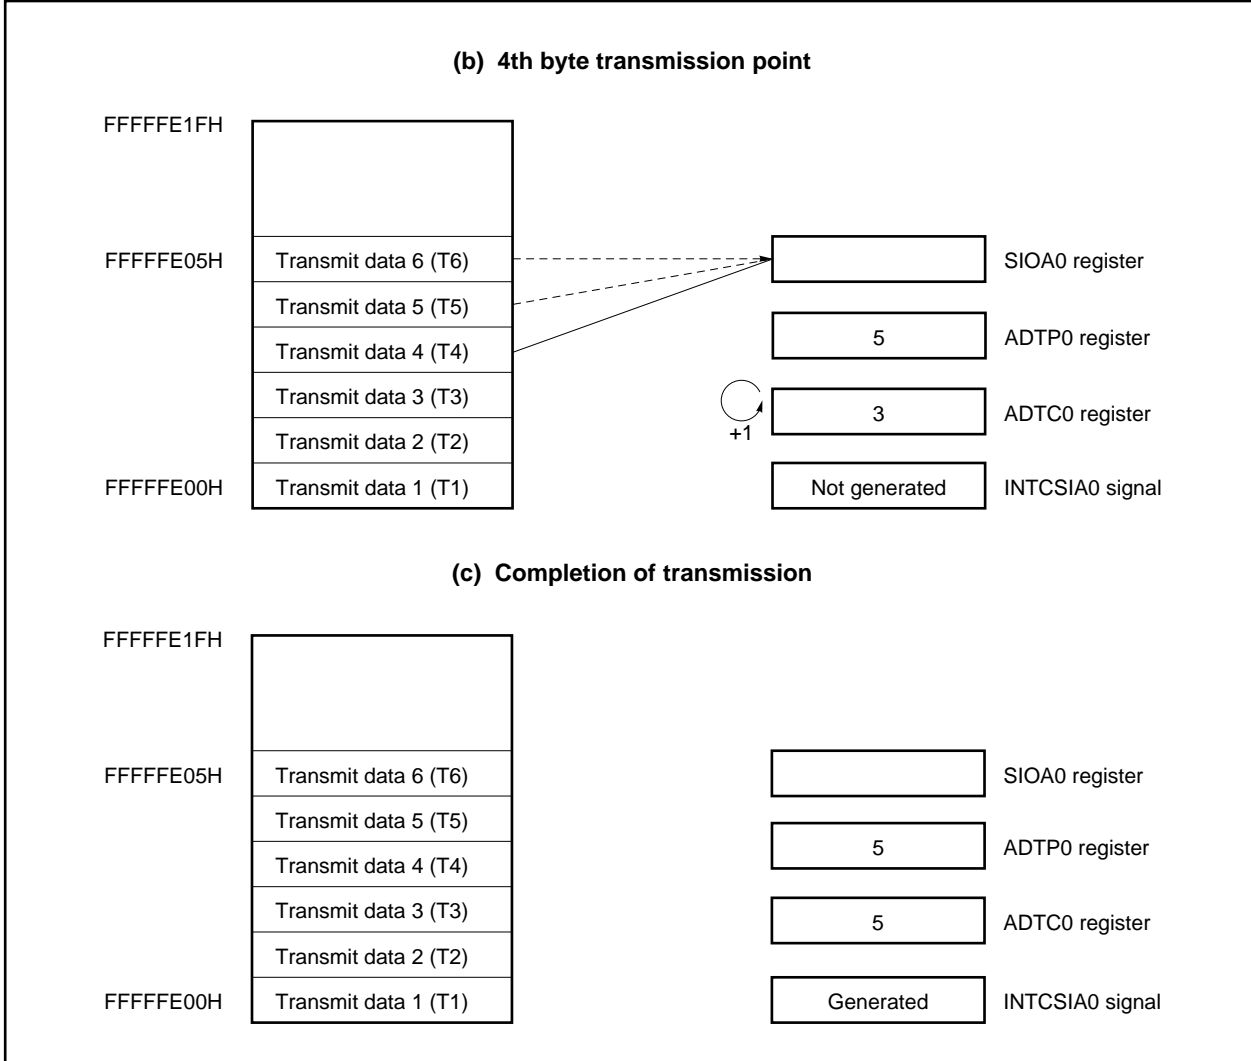 (b) 4th byte transmission point
FFFFFE1FH
FFFFFE05H Transmit data 6 (T6) SIOA0 register
Transmit data 5 (T5)
5 ADTP0 register
Transmit data 4 (T4)
Transmit data 3 (T3)
3 ADTC0 register
+1
Transmit data 2 (T2)
FFFFFE00H Transmit data 1 (T1) Not generated INTCSIA0 signal
(c) Completion of transmission
FFFFFE1FH
FFFFFE05H Transmit data 6 (T6) SIOA0 register
Transmit data 5 (T5)
5 ADTP0 register
Transmit data 4 (T4)
Transmit data 3 (T3)
5 ADTC0 register
Transmit data 2 (T2)
FFFFFE00H Transmit data 1 (T1) Generated INTCSIA0 signal